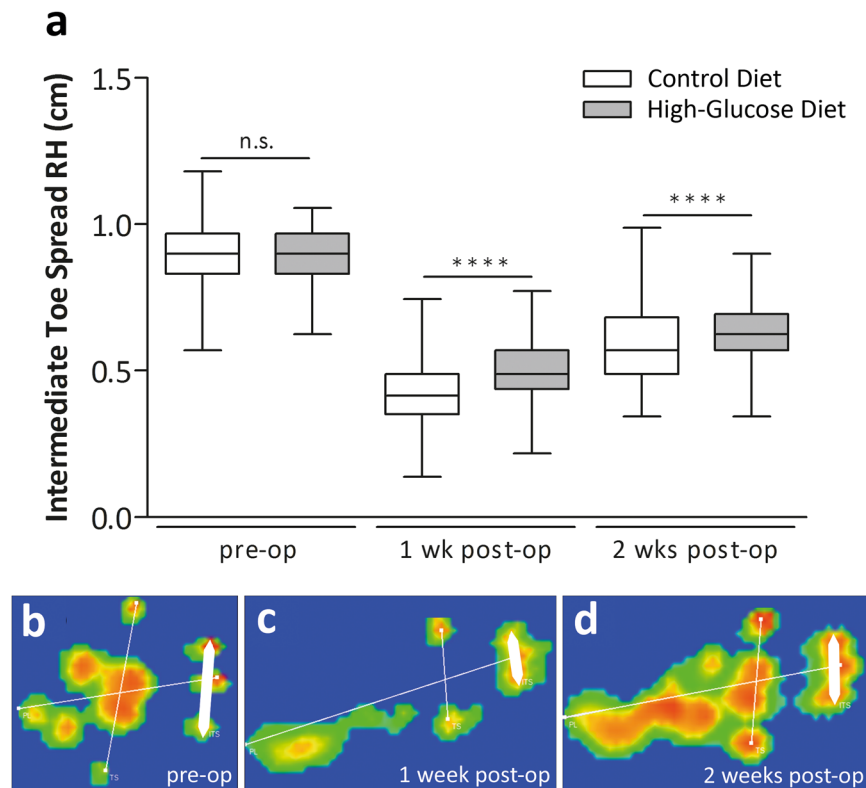 a
Intermediate Toe Spread RH (cm)
1.5
1.0
0.5
0.0
Control Diet
High-Glucose Diet
n.s.
****
****
pre-op
1 wk post-op
2 wks post-op
b
PL
TS
ITS
pre-op
c
PL
TS
ITS
1 week post-op
d
PL
TS
ITS
2 weeks post-op